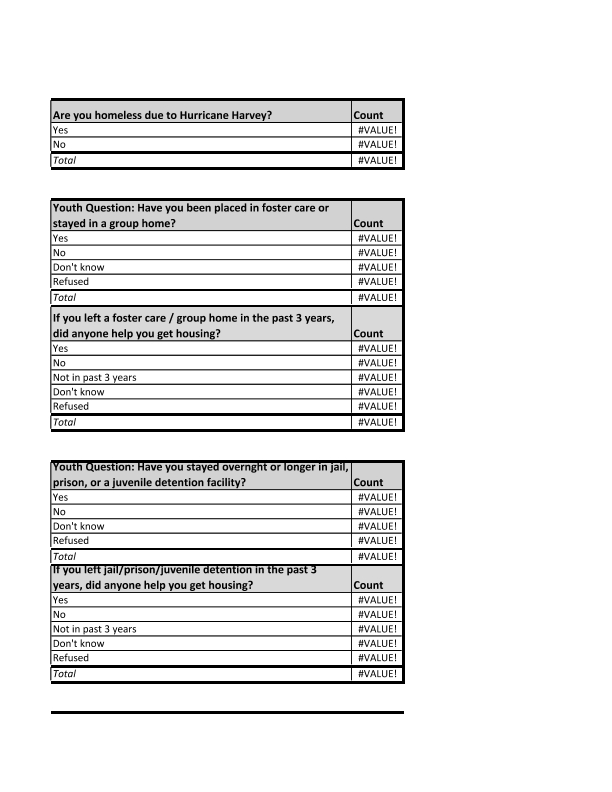 Are you homeless due to Hurricane Harvey? Count
Yes #VALUE!
No #VALUE!
Total #VALUE!
Youth Question: Have you been placed in foster care or
stayed in a group home? Count
Yes #VALUE!
No #VALUE!
Don't know #VALUE!
Refused #VALUE!
Total #VALUE!
If you left a foster care / group home in the past 3 years,
did anyone help you get housing? Count
Yes #VALUE!
No #VALUE!
Not in past 3 years #VALUE!
Don't know #VALUE!
Refused #VALUE!
Total #VALUE!
Youth Question: Have you stayed overnght or longer in jail,
prison, or a juvenile detention facility? Count
Yes #VALUE!
No #VALUE!
Don't know #VALUE!
Refused #VALUE!
Total #VALUE!
If you left jail/prison/juvenile detention in the past 3
years, did anyone help you get housing? Count
Yes #VALUE!
No #VALUE!
Not in past 3 years #VALUE!
Don't know #VALUE!
Refused #VALUE!
Total #VALUE!